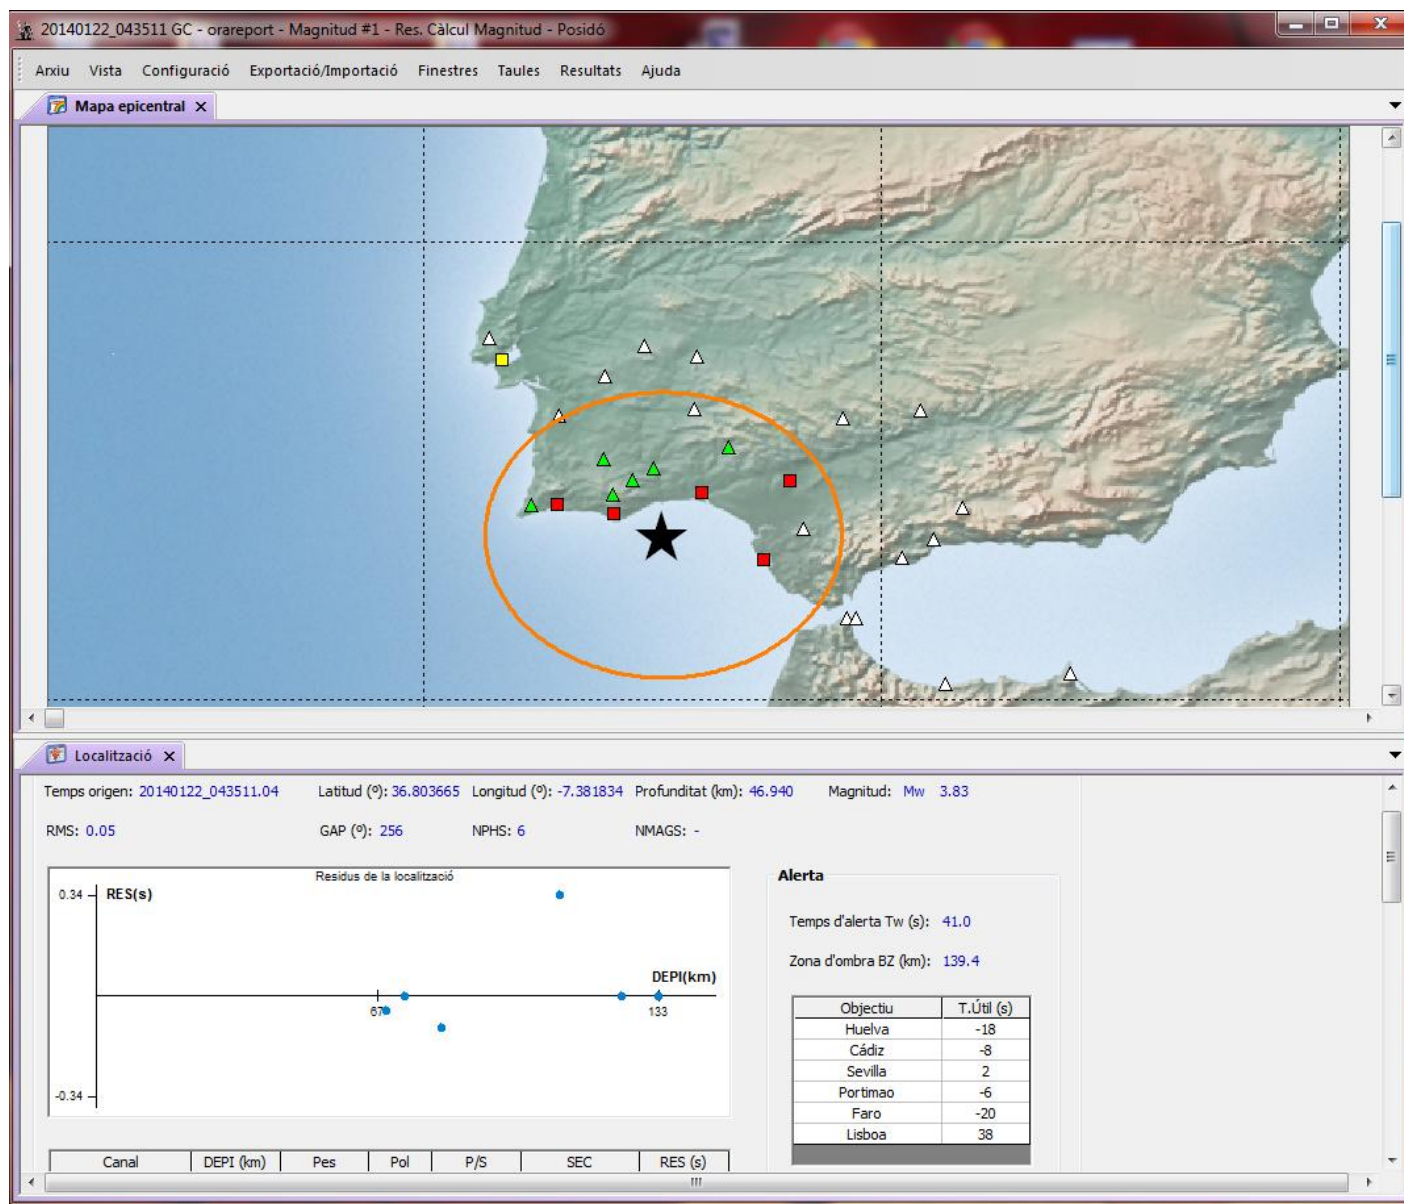 20140122_043511 GC - orareport - Magnitud #1 - Res. Càlcul Magnitud - Posidó
Arxiu Vista Configuració Exportació/Importació Finestres Taules Resultats Ajuda
Mapa epicentral
Localització
Temps origen: 20140122_043511.04 Latitud (º): 36.803665 Longitud (º): -7.381834 Profunditat (km): 46.940 Magnitud: Mw 3.83
RMS: 0.05 GAP (º): 256 NPHS: 6 NMAGS: -
Residus de la localització
0.34 RES(s)
DEPI(km)
67 133
-0.34
Alerta
Temps d'alerta Tw (s): 41.0
Zona d'ombra BZ (km): 139.4
Objectiu T.Útil (s)
Huelva -18
Cádiz -8
Sevilla 2
Portimao -6
Faro -20
Lisboa 38
Canal DEPI (km) Pes Pol P/S SEC RES (s)